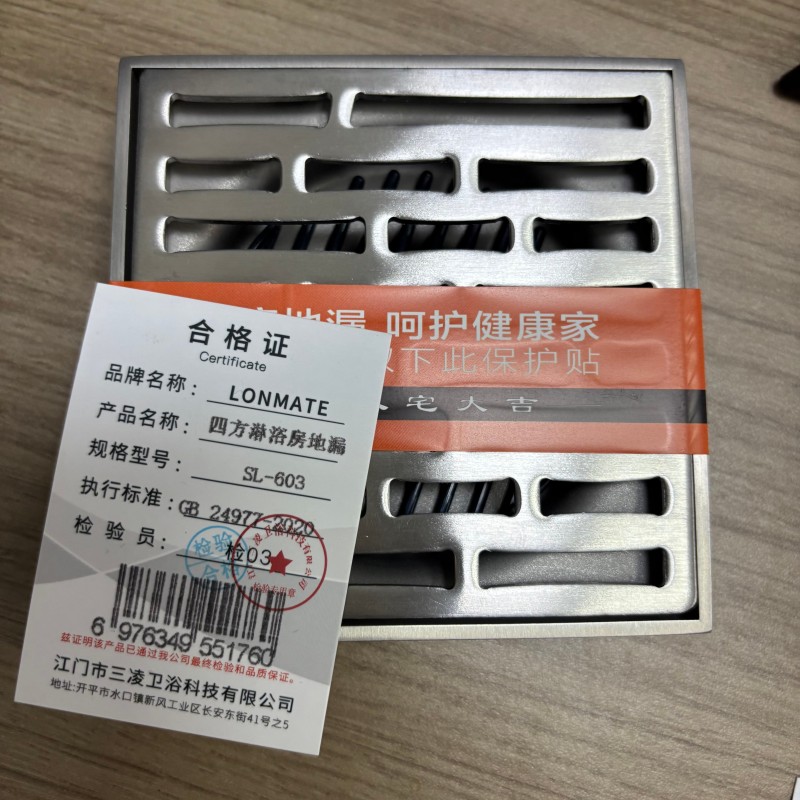 地漏 呵护健康家
下此保护贴
宅大吉
合格证
Certificate
品牌名称: LONMATE
产品名称: 四方淋浴房地漏
规格型号: SL-603
执行标准: GB 24977-2020
检验员: 检03
检验
合格
6 976349 551760
兹证明该产品已通过我公司最终检验和品质保证。
江门市三凌卫浴科技有限公司
地址:开平市水口镇新风工业区长安东街41号之5